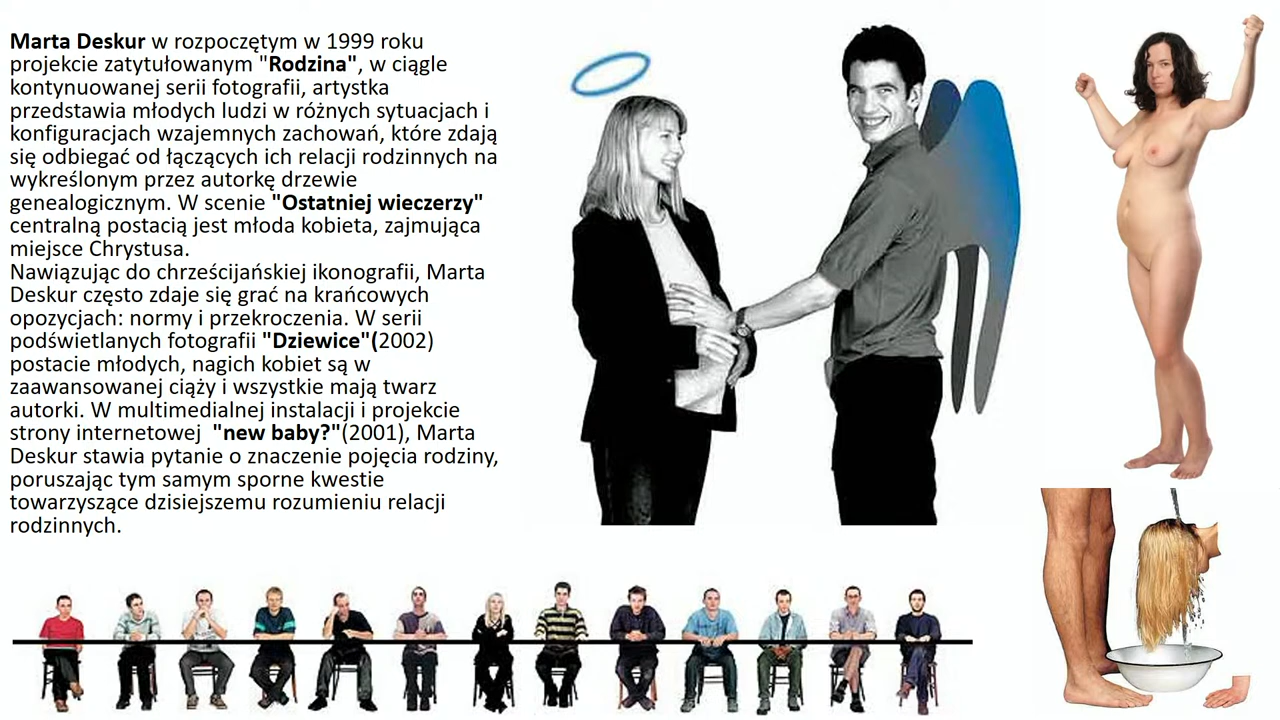 Marta Deskur w rozpoczętym w 1999 roku
projekcie zatytułowanym "Rodzina", w ciągle
kontynuowanej serii fotografii, artystka
przedstawia młodych ludzi w różnych sytuacjach i
konfiguracjach wzajemnych zachowań, które zdają
się odbiegać od łączących ich relacji rodzinnych na
wykreślonym przez autorkę drzewie
genealogicznym. W scenie "Ostatniej wieczerzy"
centralną postacią jest młoda kobieta, zajmująca
miejsce Chrystusa.
Nawiązując do chrześcijańskiej ikonografii, Marta
Deskur często zdaje się grać na krańcowych
opozycjach: normy i przekroczenia. W serii
podświetlanych fotografii "Dziewice"(2002)
postacie młodych, nagich kobiet są w
zaawansowanej ciąży i wszystkie mają twarz
autorki. W multimedialnej instalacji i projekcie
strony internetowej  "new baby?"(2001), Marta
Deskur stawia pytanie o znaczenie pojęcia rodziny,
poruszając tym samym sporne kwestie
towarzyszące dzisiejszemu rozumieniu relacji
rodzinnych.